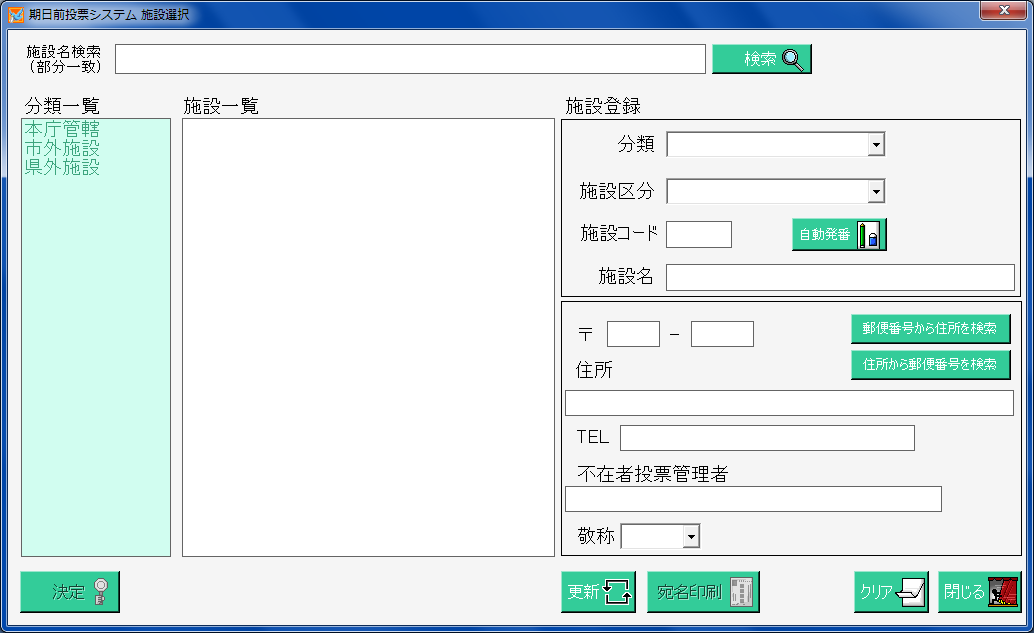 期日前投票システム 施設選択
施設名検索
(部分一致)
検索
分類一覧
施設一覧
施設登録
本庁管轄
市外施設
県外施設
分類
施設区分
施設コード
自動発番
施設名
〒 -
郵便番号から住所を検索
住所
住所から郵便番号を検索
TEL
不在者投票管理者
敬称
決定
更新
宛名印刷
クリア
閉じる